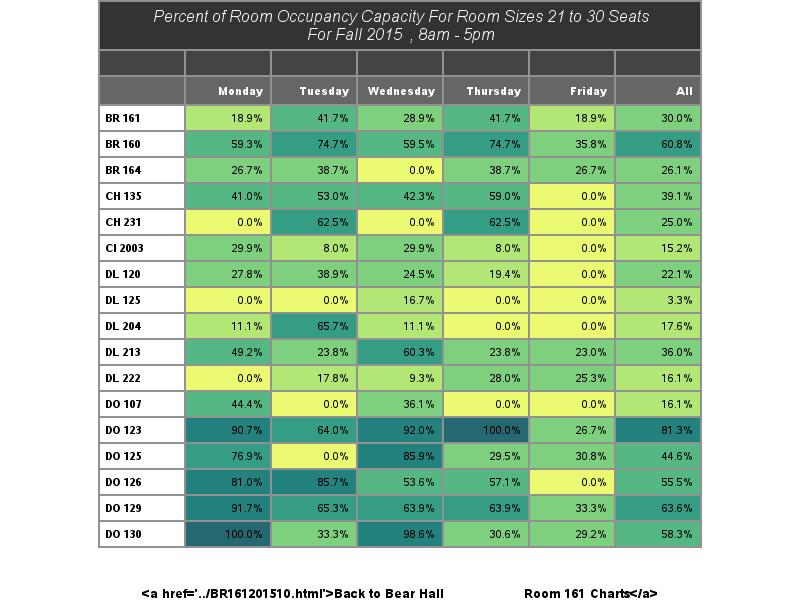 Percent of Room Occupancy Capacity For Room Sizes 21 to 30 Seats
For Fall 2015 , 8am - 5pm
Monday Tuesday Wednesday Thursday Friday All
BR 161 18.9% 41.7% 28.9% 41.7% 18.9% 30.0%
BR 160 59.3% 74.7% 59.5% 74.7% 35.8% 60.8%
BR 164 26.7% 38.7% 0.0% 38.7% 26.7% 26.1%
CH 135 41.0% 53.0% 42.3% 59.0% 0.0% 39.1%
CH 231 0.0% 62.5% 0.0% 62.5% 0.0% 25.0%
CI 2003 29.9% 8.0% 29.9% 8.0% 0.0% 15.2%
DL 120 27.8% 38.9% 24.5% 19.4% 0.0% 22.1%
DL 125 0.0% 0.0% 16.7% 0.0% 0.0% 3.3%
DL 204 11.1% 65.7% 11.1% 0.0% 0.0% 17.6%
DL 213 49.2% 23.8% 60.3% 23.8% 23.0% 36.0%
DL 222 0.0% 17.8% 9.3% 28.0% 25.3% 16.1%
DO 107 44.4% 0.0% 36.1% 0.0% 0.0% 16.1%
DO 123 90.7% 64.0% 92.0% 100.0% 26.7% 81.3%
DO 125 76.9% 0.0% 85.9% 29.5% 30.8% 44.6%
DO 126 81.0% 85.7% 53.6% 57.1% 0.0% 55.5%
DO 129 91.7% 65.3% 63.9% 63.9% 33.3% 63.6%
DO 130 100.0% 33.3% 98.6% 30.6% 29.2% 58.3%
<a href='../BR161201510.html'>Back to Bear Hall Room 161 Charts</a>